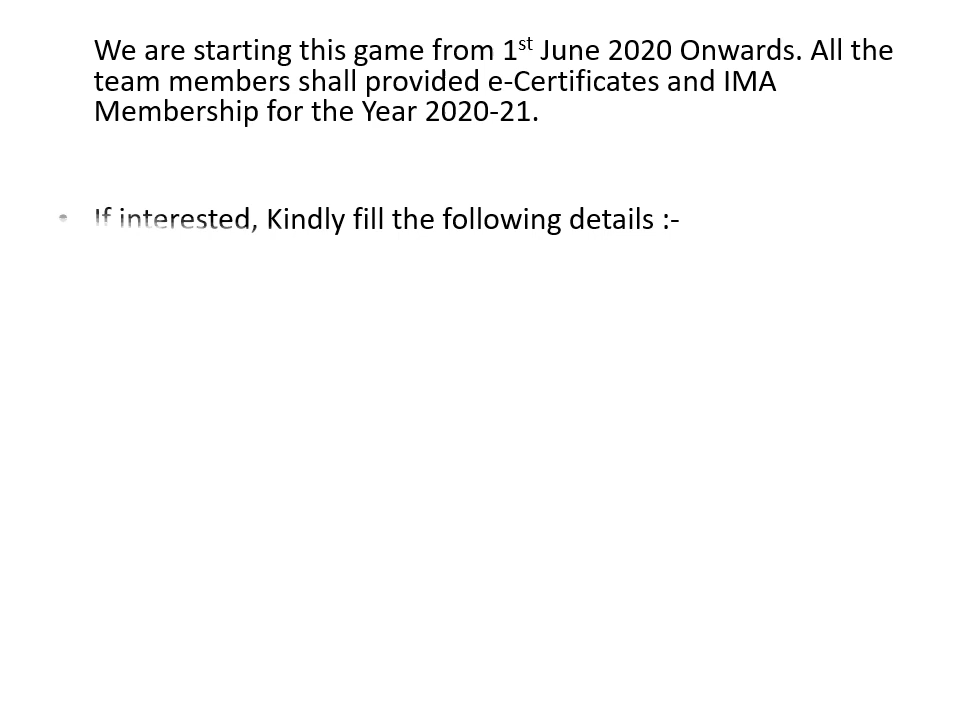 We are starting this game from 1st June 2020 Onwards. All the
team members shall provided e-Certificates and IMA
Membership for the Year 2020-21.
• If interested, Kindly fill the following details :-